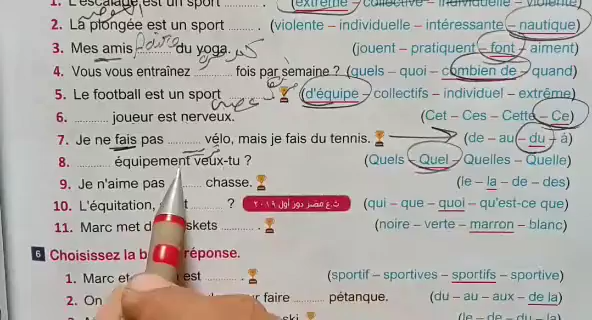 1. L'escalade est un sport .......... (extrême – collective – individuelle – violente)
2. La plongée est un sport .......... (violente – individuelle – intéressante – nautique)
3. Mes amis .......... du yoga. (jouent – pratiquent – font – aiment)
4. Vous vous entraînez .......... fois par semaine ? (quels – quoi – combien de – quand)
5. Le football est un sport .......... (d'équipe – collectifs – individuel – extrême)
6. .......... joueur est nerveux. (Cet – Ces – Cette – Ce)
7. Je ne fais pas .......... vélo, mais je fais du tennis. (de – au – du – à)
8. .......... équipement veux-tu ? (Quels – Quel – Quelles – Quelle)
9. Je n'aime pas .......... chasse. (le – la – de – des)
10. L'équitation, .......... ? (qui – que – quoi – qu'est-ce que)
11. Marc met d skets .......... (noire – verte – marron – blanc)
6 Choisissez la b réponse.
1. Marc et est .......... (sportif – sportives – sportifs – sportive)
2. On faire .......... pétanque. (du – au – aux – de la)
ski (le – de – du – la)